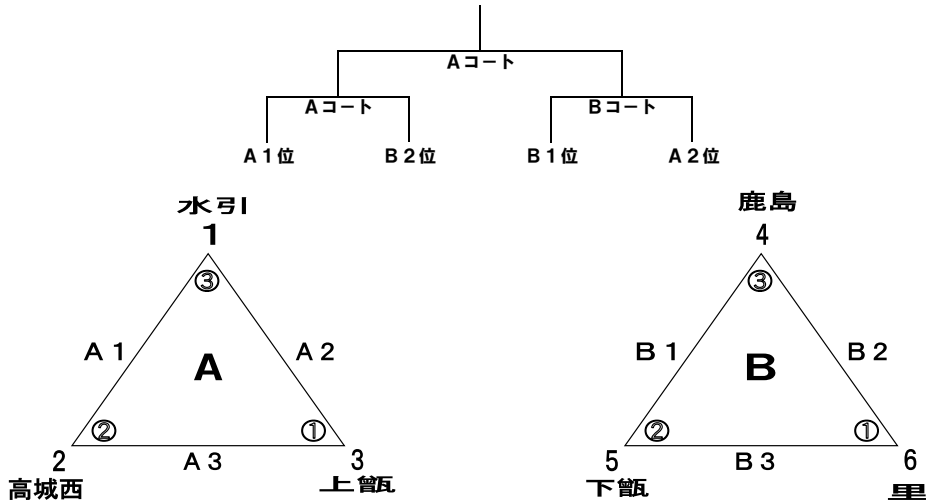 Aコート
Aコート Bコート
A1位 B2位 B1位 A2位
水引 鹿島
1 4
③ ③
A1 A2 B1 B2
A B
② ① ② ①
2 A3 3 5 B3 6
高城西 上甑 下甑 里